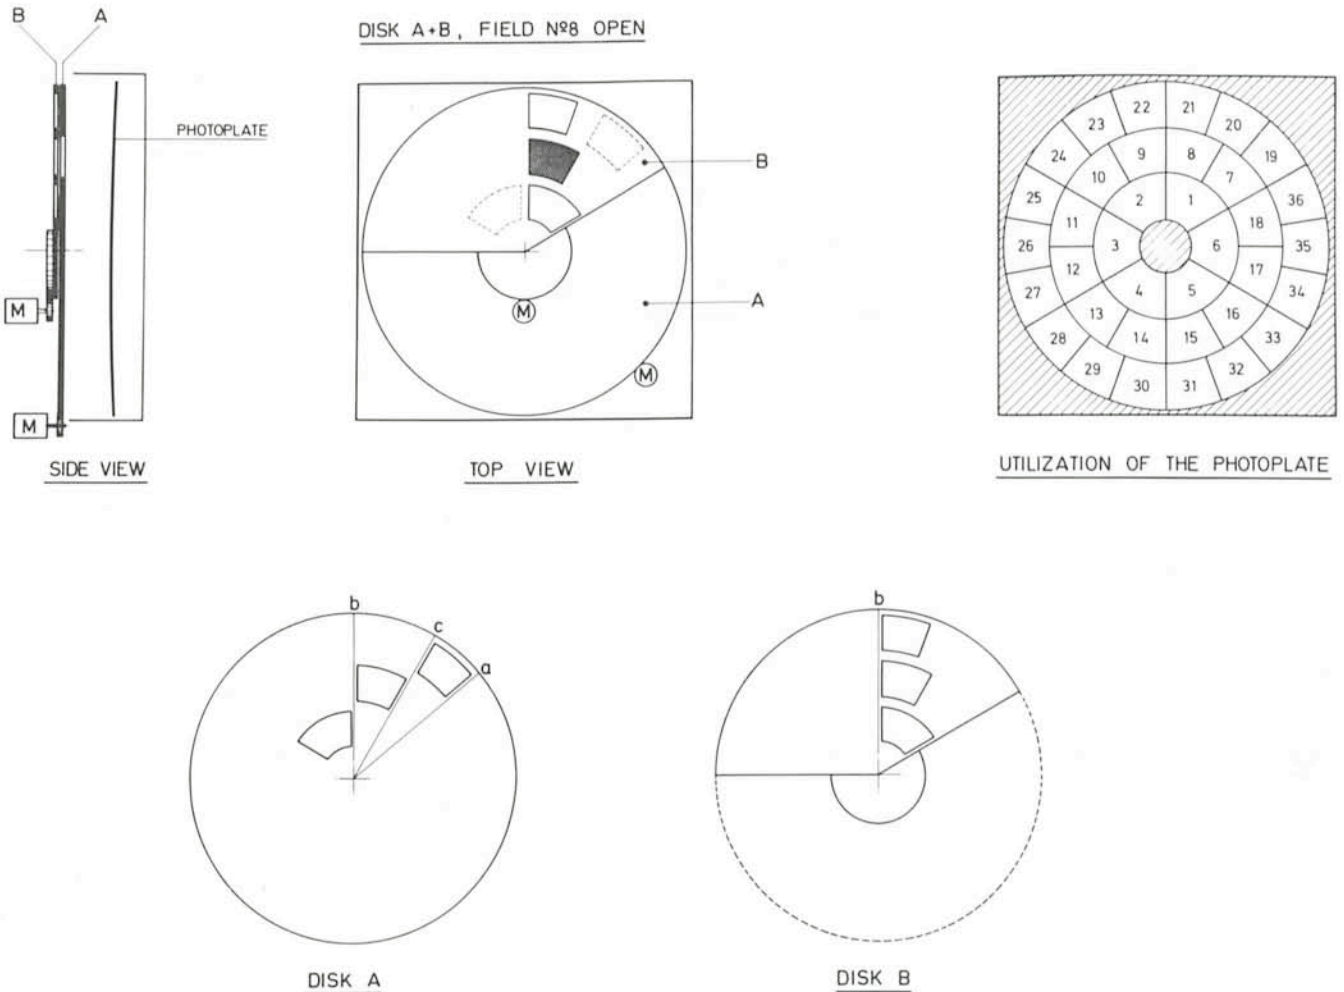 B A
DISK A+B, FIELD Nº8 OPEN
PHOTOPLATE
B
A
M
M
M
M
SIDE VIEW
TOP VIEW
22 21
23 20
24 9 8 19
10 7
25 2 1 36
11 18
26 3 6 35
12 17
27 4 5 34
13 16
28 14 15 33
29 32
30 31
UTILIZATION OF THE PHOTOPLATE
b
c
a
DISK A
b
DISK B